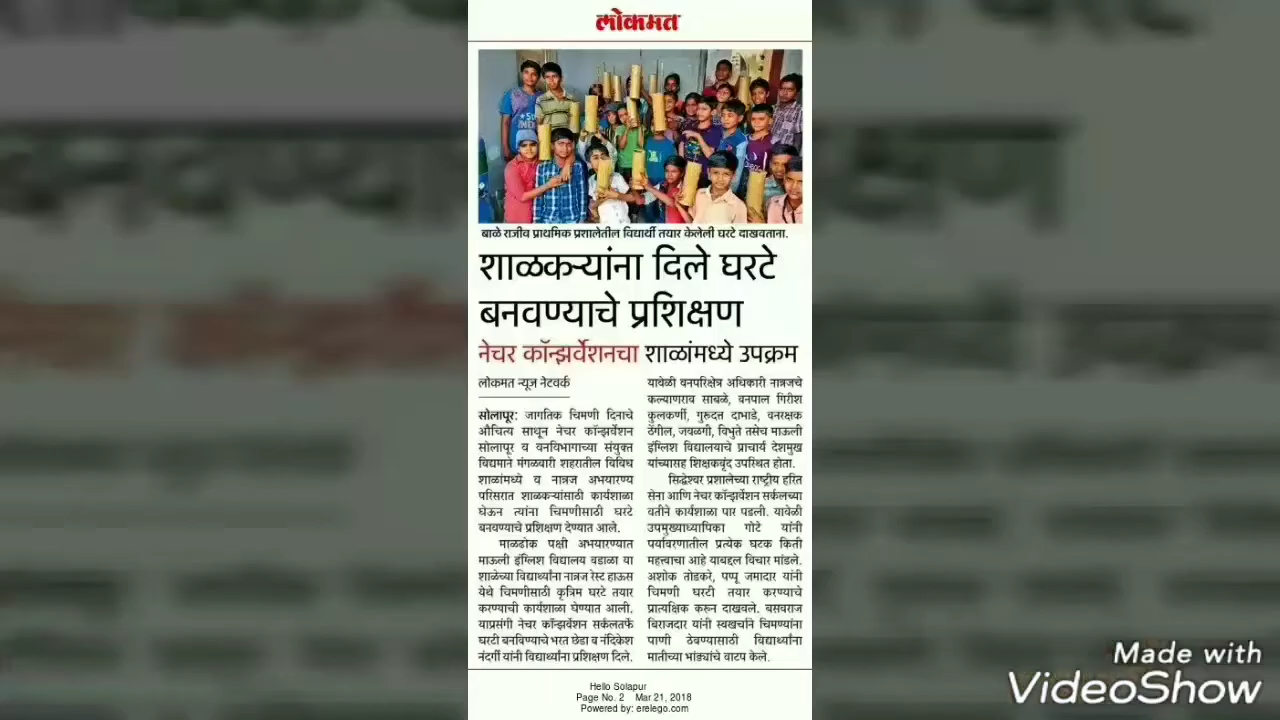 लोकमत
बाळे राजीव प्राथमिक प्रशालेतील विद्यार्थी तयार केलेली घरटे दाखवताना.
शाळकऱ्यांना दिले घरटे
बनवण्याचे प्रशिक्षण
नेचर कॉन्झर्वेशनचा शाळांमध्ये उपक्रम
लोकमत न्यूज नेटवर्क
सोलापूर: जागतिक चिमणी दिनाचे
औचित्य साधून नेचर कॉन्झर्वेशन
सोलापूर व वनविभागाच्या संयुक्त
विद्यमाने मंगळवारी शहरातील विविध
शाळांमध्ये व नान्नज अभयारण्य
परिसरात शाळकऱ्यांसाठी कार्यशाळा
घेऊन त्यांना चिमणीसाठी घरटे
बनवण्याचे प्रशिक्षण देण्यात आले.
माळढोक पक्षी अभयारण्यात
माऊली इंग्लिश विद्यालय वडाळा या
शाळेच्या विद्यार्थ्यांना नान्नज रेस्ट हाऊस
येथे चिमणीसाठी कृत्रिम घरटे तयार
करण्याची कार्यशाळा घेण्यात आली.
याप्रसंगी नेचर कॉन्झर्वेशन सर्कलतर्फे
घरटी बनविण्याचे भरत छेडा व नंदिकेश
नंदर्गी यांनी विद्यार्थ्यांना प्रशिक्षण दिले.
यावेळी वनपरिक्षेत्र अधिकारी नान्नजचे
कल्याणराव साबळे, वनपाल गिरीश
कुलकर्णी, गुरुदत्त दाभाडे, वनरक्षक
ठेंगील, जवळगी, विभुते तसेच माऊली
इंग्लिश विद्यालयाचे प्राचार्य देशमुख
यांच्यासह शिक्षकवृंद उपस्थित होता.
सिद्धेश्वर प्रशालेच्या राष्ट्रीय हरित
सेना आणि नेचर कॉन्झर्वेशन सर्कलच्या
वतीने कार्यशाळा पार पडली. यावेळी
उपमुख्याध्यापिका गोटे यांनी
पर्यावरणातील प्रत्येक घटक किती
महत्त्वाचा आहे याबद्दल विचार मांडले.
अशोक तोडकरे, पप्पू जमादार यांनी
चिमणी घरटी तयार करण्याचे
प्रात्यक्षिक करून दाखवले. बसवराज
बिराजदार यांनी स्वखर्चाने चिमण्यांना
पाणी ठेवण्यासाठी विद्यार्थ्यांना
मातीच्या भांड्यांचे वाटप केले.
Hello Solapur
Page No. 2 Mar 21, 2018
Powered by: erelego.com
Made with
VideoShow